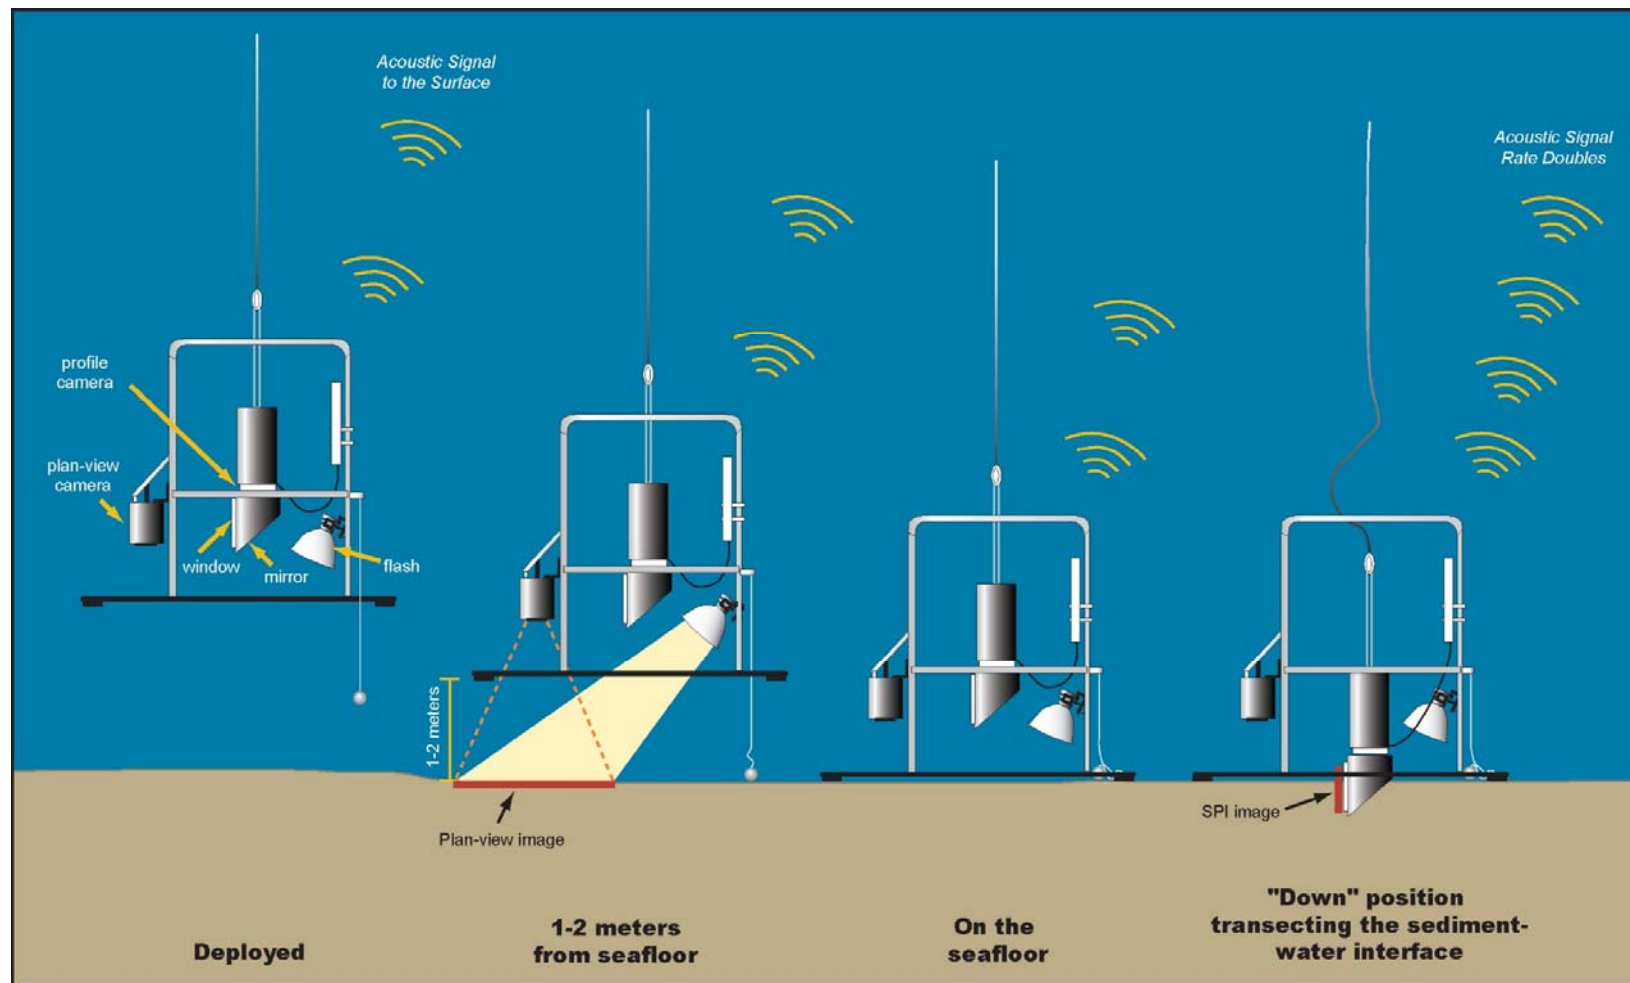 Acoustic Signal
to the Surface
Acoustic Signal
Rate Doubles
profile
camera
plan-view
camera
window
mirror
flash
1-2 meters
Plan-view image
SPI image
Deployed
1-2 meters
from seafloor
On the
seafloor
"Down" position
transecting the sediment-
water interface